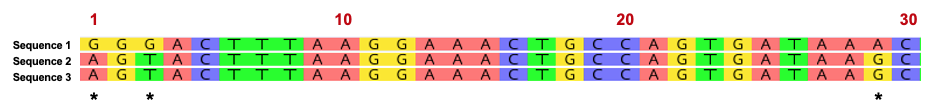 1 10 20 30
Sequence 1 G G G A C T T T A A G G A A A C T G C C A G T G A T A A A C
Sequence 2 A G T A C T T T A A G G A A A C T G C C A G T G A T A A G C
Sequence 3 A G T A C T T T A A G G A A A C T G C C A G T G A T A A G C
* * *